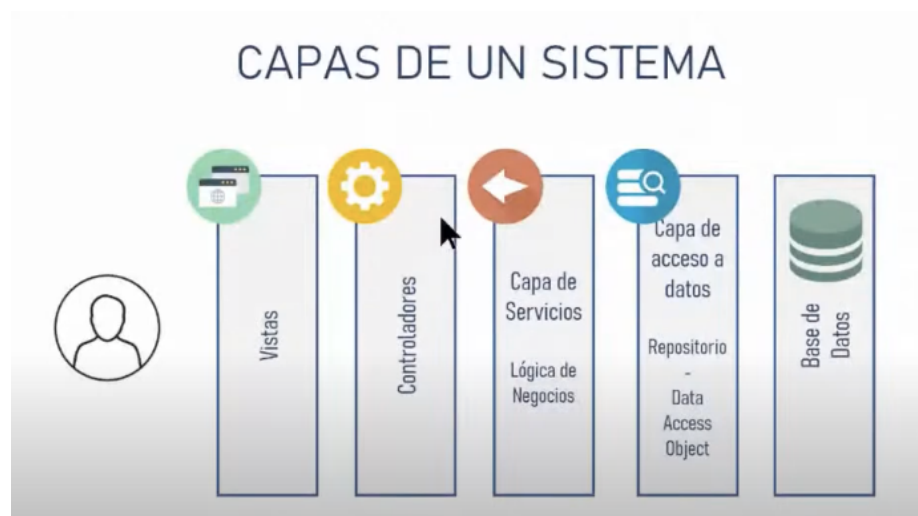 CAPAS DE UN SISTEMA
Vistas
Controladores
Capa de
Servicios
Lógica de
Negocios
Capa de
acceso a
datos
Repositorio
-
Data
Access
Object
Base de
Datos